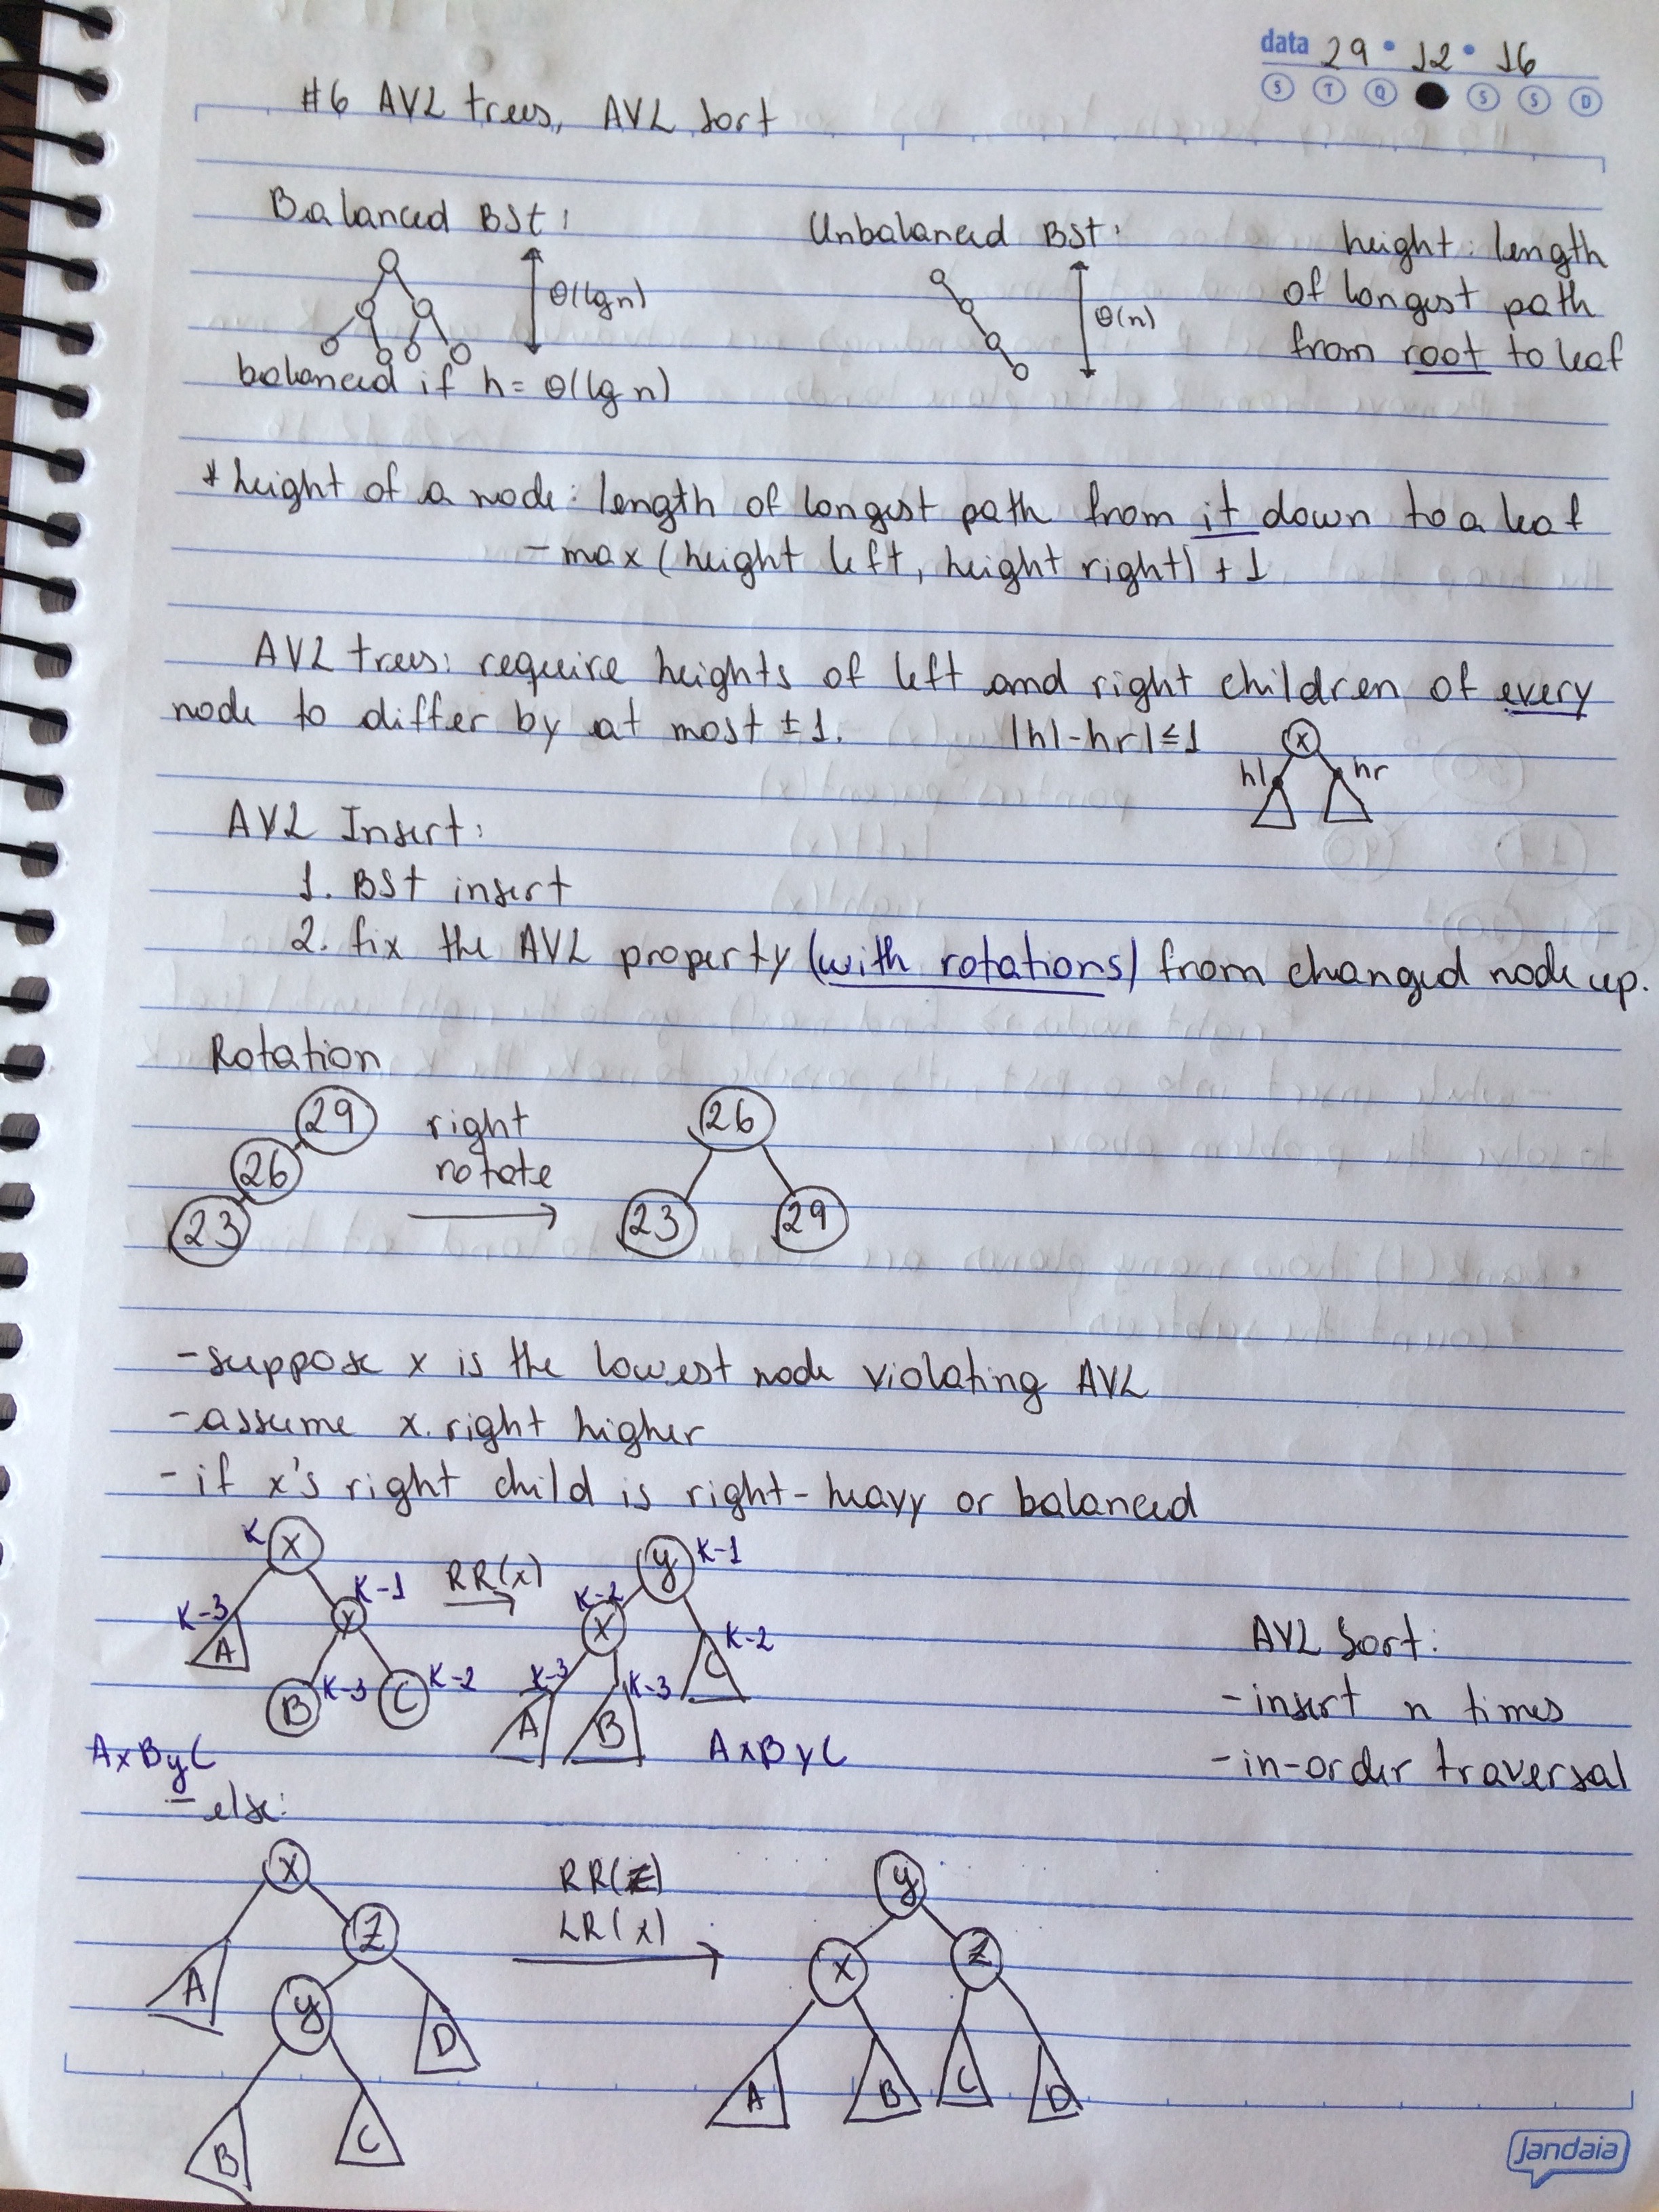 data 29 • 12 • 16
S T Q S S D
#6 AVL trees, AVL sort
Balanced BST:
Θ(lgn)
balanced if h = Θ(lg n)
Unbalanced BST:
Θ(n)
height: length
of longest path
from root to leaf
* height of a node: length of longest path from it down to a leaf
- max (height left, height right) + 1
AVL trees: require heights of left and right children of every
node to differ by at most ±1. |hl-hr|≤1
x
hl hr
AVL Insert:
1. BST insert
2. fix the AVL property (with rotations) from changed node up.
Rotation
29
26
23
right
rotate
26
23 29
- suppose x is the lowest node violating AVL
- assume x.right higher
- if x's right child is right-heavy or balanced
K x
K-3 K-1
A y
B K-3 C K-2
AxByC
RR(x)
y K-1
K-2 x K-2
C
K-3 K-3
A B
AxByC
AVL Sort:
- insert n times
- in-order traversal
- else:
x
A z
y D
B C
RR(z)
LR(x)
y
x z
A B C D
Jandaia